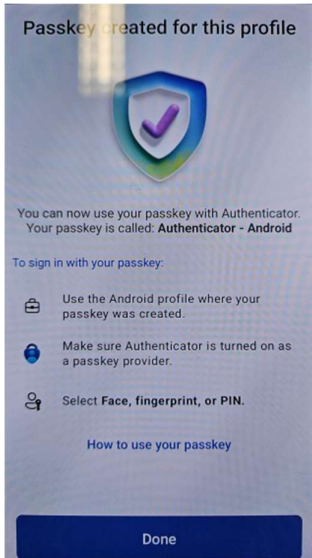 Passkey created for this profile
You can now use your passkey with Authenticator.
Your passkey is called: Authenticator - Android
To sign in with your passkey:
Use the Android profile where your
passkey was created.
Make sure Authenticator is turned on as
a passkey provider.
Select Face, fingerprint, or PIN.
How to use your passkey
Done